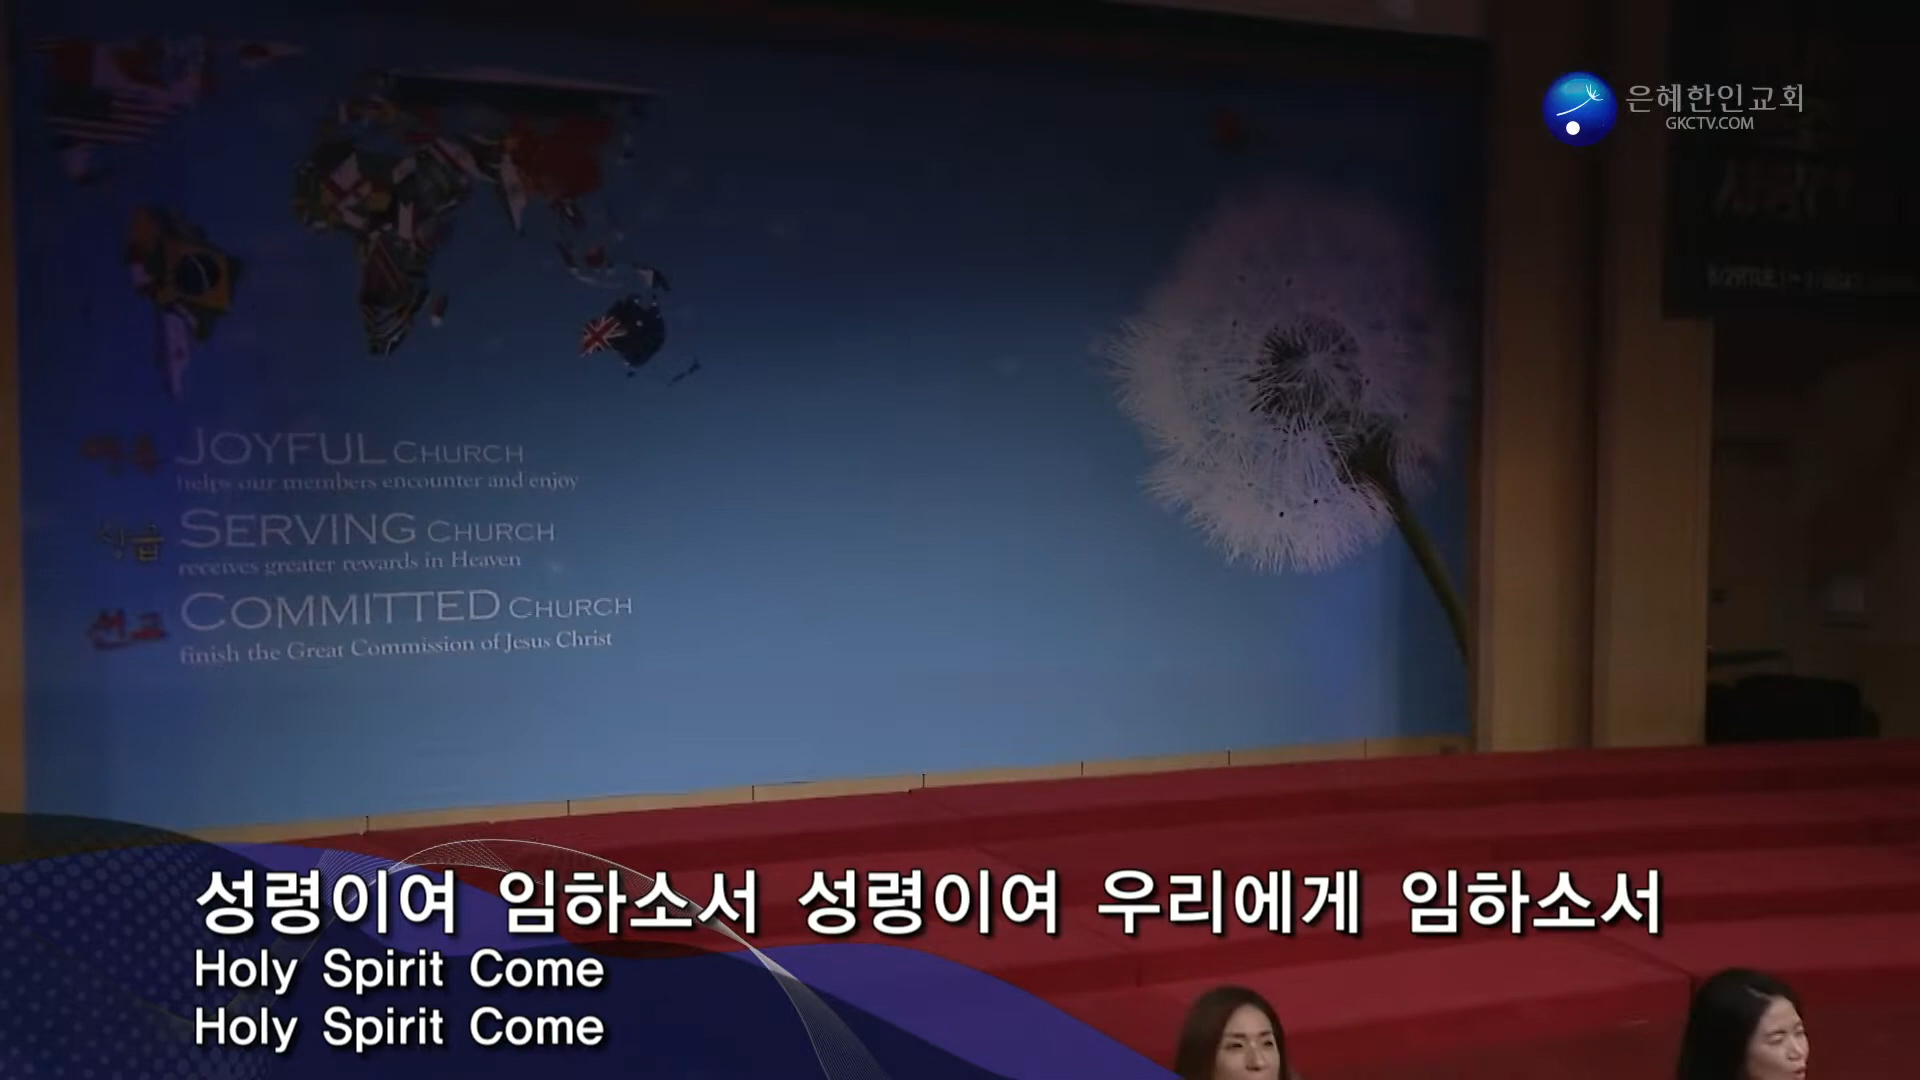 은혜한인교회
GKCTV.COM
JOYFUL CHURCH
helps our members encounter and enjoy
SERVING CHURCH
receives greater rewards in Heaven
선교 COMMITTED CHURCH
finish the Great Commission of Jesus Christ
성령이여 임하소서 성령이여 우리에게 임하소서
Holy Spirit Come
Holy Spirit Come